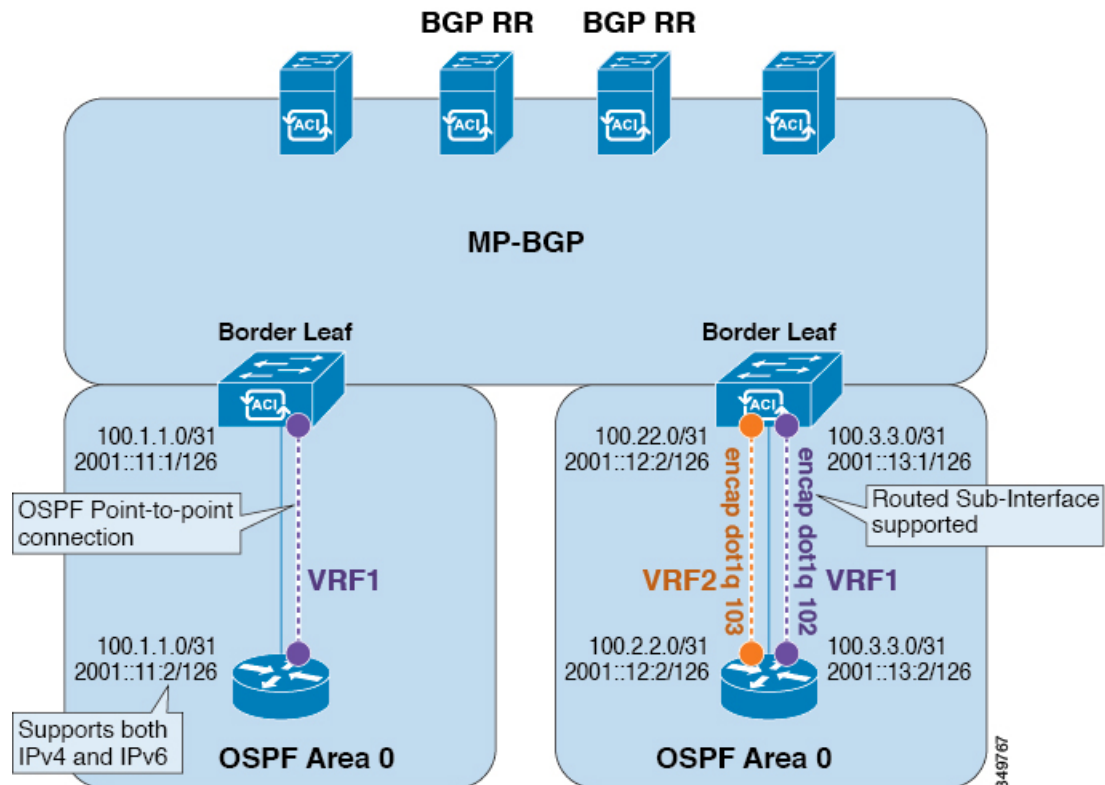 BGP RR
BGP RR
ACI
ACI
ACI
ACI
MP-BGP
Border Leaf
Border Leaf
ACI
ACI
100.1.1.0/31
2001::11:1/126
100.22.0/31
2001::12:2/126
100.3.3.0/31
2001::13:1/126
OSPF Point-to-point
connection
encap dot1q 103
encap dot1q 102
Routed Sub-Interface
supported
VRF1
VRF2
VRF1
100.1.1.0/31
2001::11:2/126
100.2.2.0/31
2001::12:2/126
100.3.3.0/31
2001::13:2/126
Supports both
IPv4 and IPv6
OSPF Area 0
OSPF Area 0
349767